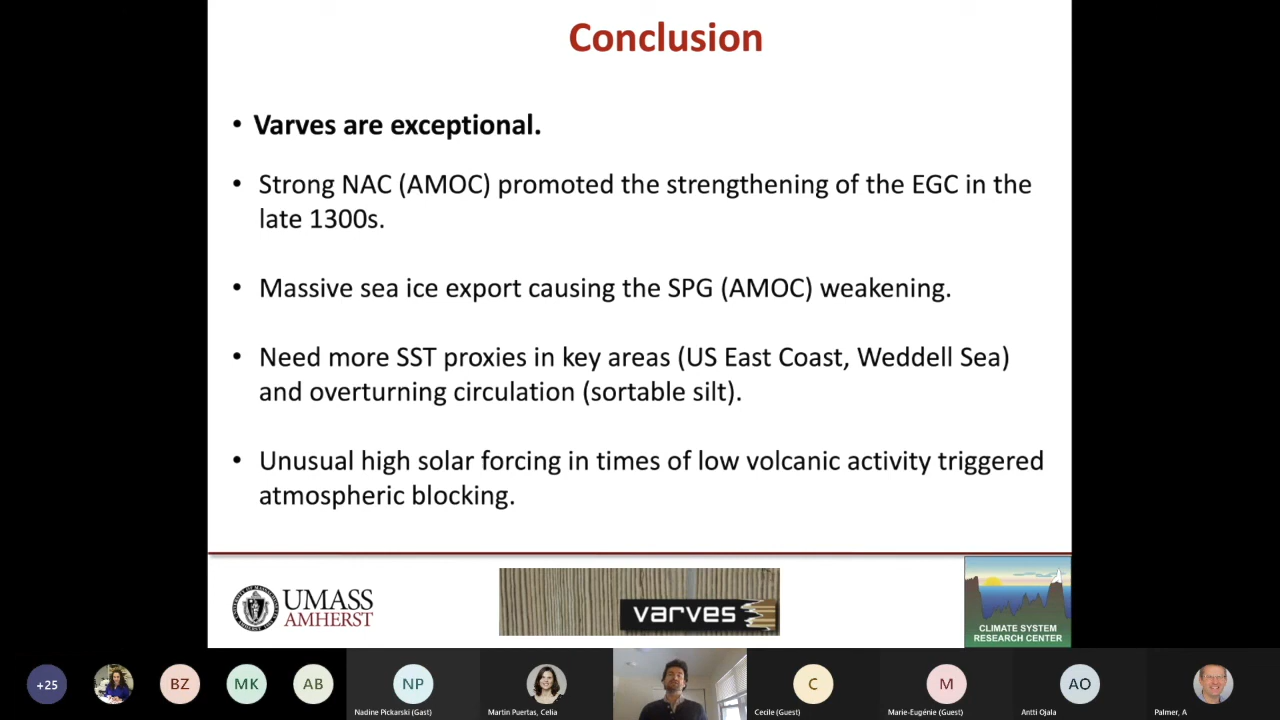 Conclusion
• Varves are exceptional.
• Strong NAC (AMOC) promoted the strengthening of the EGC in the
late 1300s.
• Massive sea ice export causing the SPG (AMOC) weakening.
• Need more SST proxies in key areas (US East Coast, Weddell Sea)
and overturning circulation (sortable silt).
• Unusual high solar forcing in times of low volcanic activity triggered
atmospheric blocking.
UMASS
AMHERST
varves
CLIMATE SYSTEM
RESEARCH CENTER
+25
BZ
MK
AB
NP
C
M
AO
Nadine Pickarski (Gast)
Martin Puertas, Celia
Cecile (Guest)
Marie-Eugénie (Guest)
Antti Ojala
Palmer, A